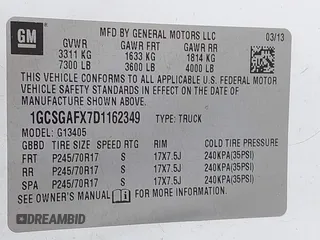 GM
MFD BY GENERAL MOTORS LLC
03/13
GVWR GAWR FRT GAWR RR
3311 KG 1633 KG 1814 KG
7300 LB 3600 LB 4000 LB
THIS VEHICLE CONFORMS TO ALL APPLICABLE U.S. FEDERAL MOTOR
VEHICLE SAFETY STANDARDS IN EFFECT ON THE DATE OF
MANUFACTURE SHOWN ABOVE.
1GCSGAFX7D1162349 TYPE: TRUCK
MODEL: G13405
GBBD TIRE SIZE SPEED RTG RIM COLD TIRE PRESSURE
FRT P245/70R17 S 17X7.5J 240KPA(35PSI)
RR P245/70R17 S 17X7.5J 240KPA(35PSI)
SPA P245/70R17 S 17X7.5J 240KPA(35PSI)
SEE OWNER'S MANUAL FOR MORE INFORMATION
DREAMBID